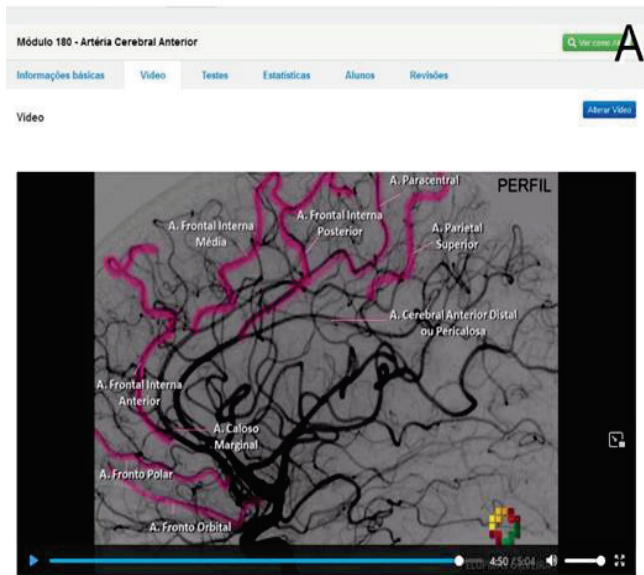 Módulo 180 - Artéria Cerebral Anterior
Ver como
A
Informações básicas Vídeo Testes Estatísticas Alunos Revisões
Vídeo
Alterar Vídeo
A. Paracentral
PERFIL
A. Frontal Interna
Média
A. Frontal Interna
Posterior
A. Parietal
Superior
A. Cerebral Anterior Distal
ou Pericalosa
A. Frontal Interna
Anterior
A. Caloso
Marginal
A. Fronto Polar
A. Fronto Orbital
4:50 / 5:04